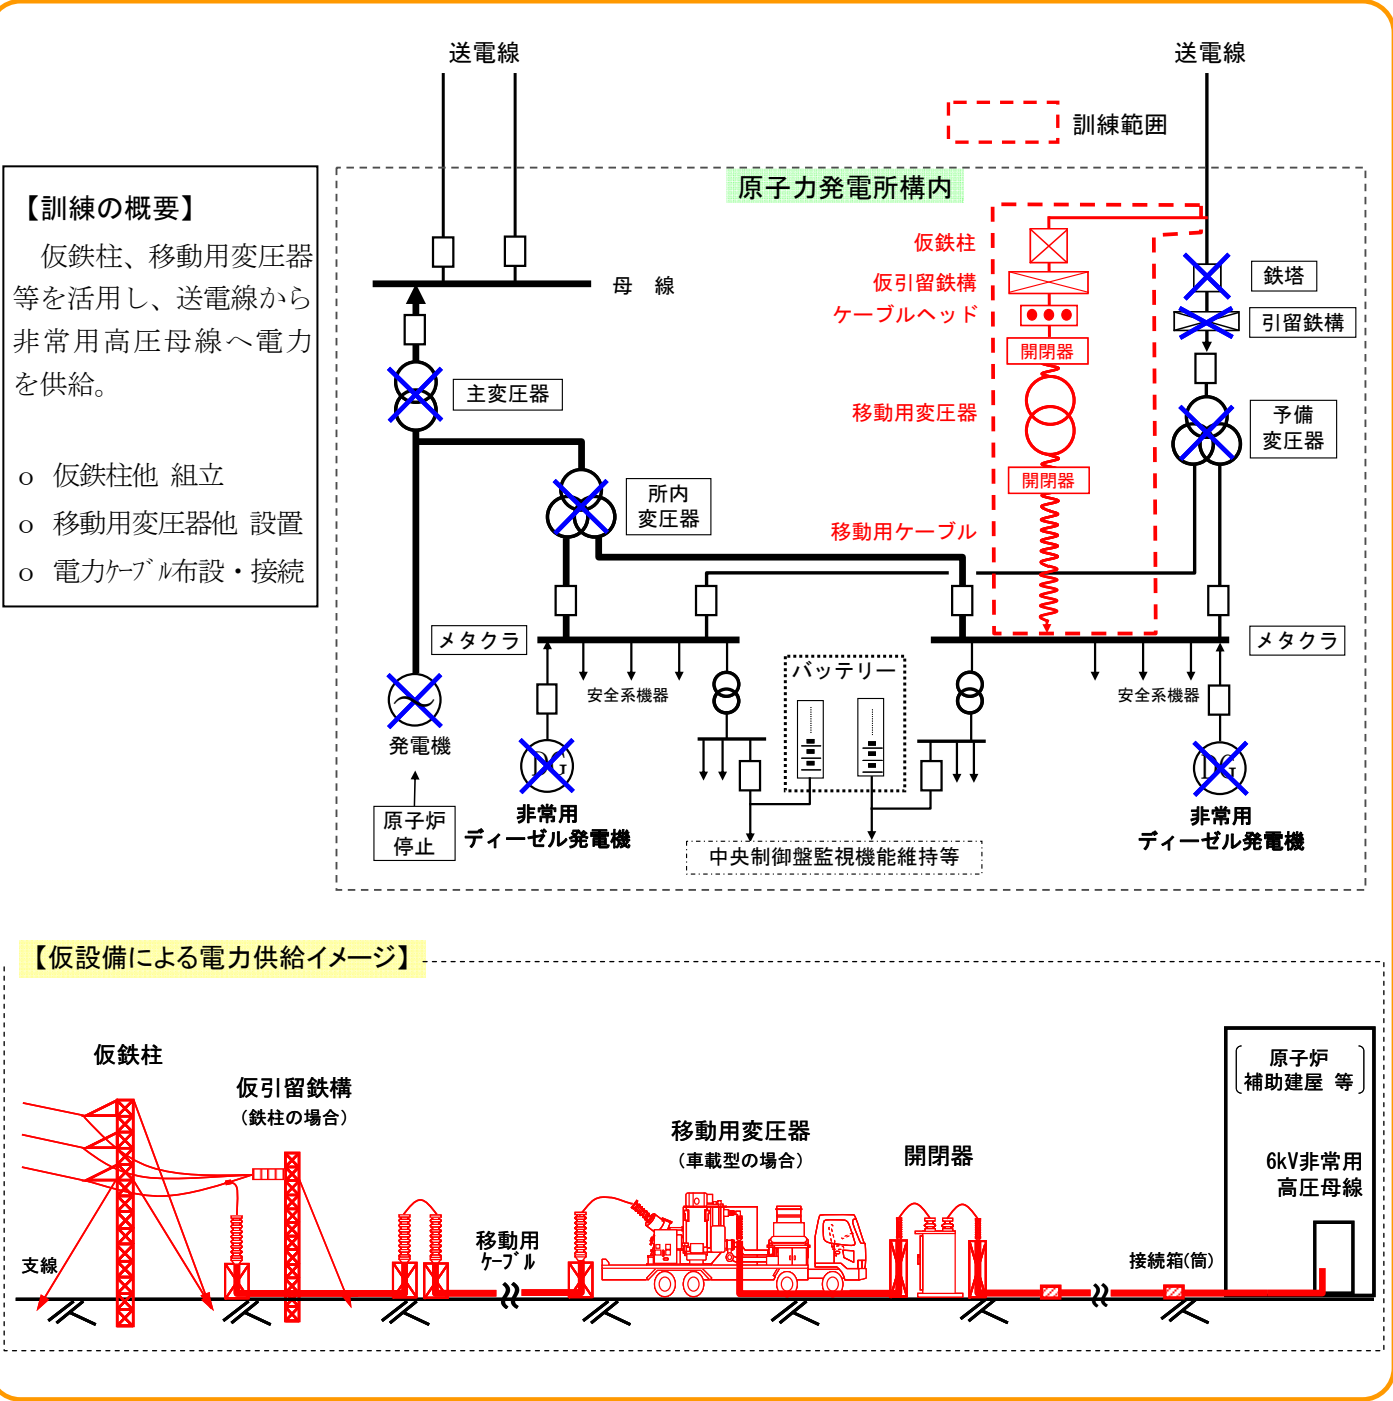 送電線
送電線
訓練範囲
【訓練の概要】
仮鉄柱、移動用変圧器
等を活用し、送電線から
非常用高圧母線へ電力
を供給。
o 仮鉄柱他 組立
o 移動用変圧器他 設置
o 電力ｹｰﾌﾞﾙ布設・接続
原子力発電所構内
仮鉄柱
仮引留鉄構
ケーブルヘッド
開閉器
移動用変圧器
開閉器
移動用ケーブル
鉄塔
引留鉄構
予備
変圧器
母 線
主変圧器
所内
変圧器
メタクラ
メタクラ
バッテリー
安全系機器
安全系機器
発電機
DG
DG
非常用
ディーゼル発電機
非常用
ディーゼル発電機
原子炉
停止
中央制御盤監視機能維持等
【仮設備による電力供給イメージ】
仮鉄柱
仮引留鉄構
（鉄柱の場合）
移動用変圧器
（車載型の場合）
開閉器
原子炉
補助建屋 等
6kV非常用
高圧母線
支線
移動用
ｹｰﾌﾞﾙ
接続箱(筒)